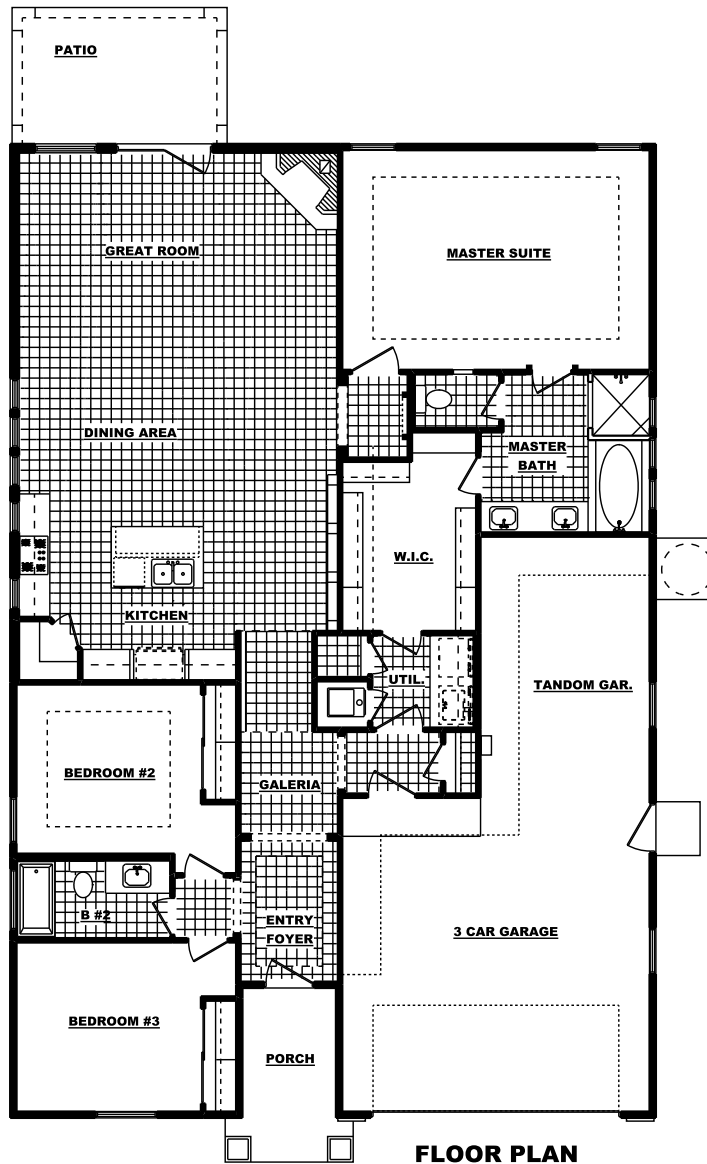 PATIO
GREAT ROOM
MASTER SUITE
DINING AREA
MASTER
BATH
W.I.C.
KITCHEN
UTIL.
TANDOM GAR.
BEDROOM #2
GALERIA
B #2
ENTRY
FOYER
3 CAR GARAGE
BEDROOM #3
PORCH
FLOOR PLAN